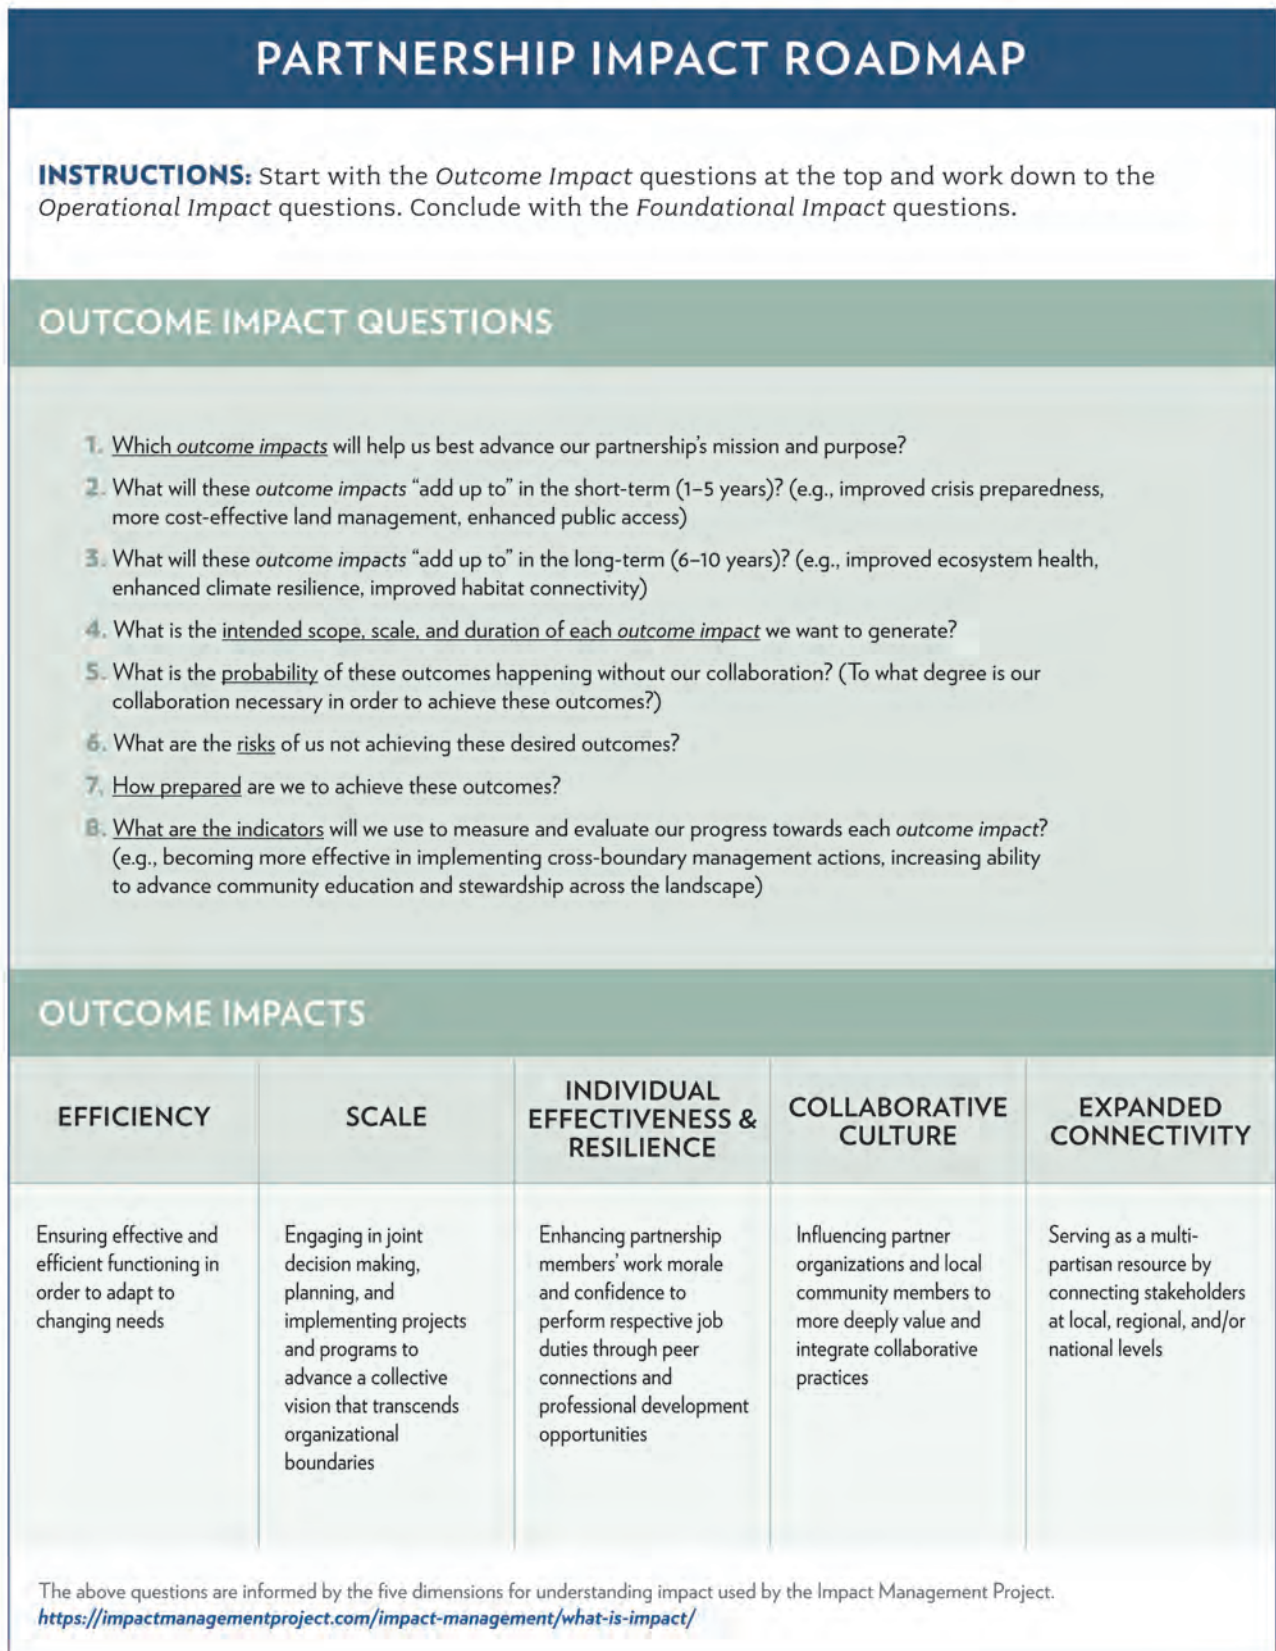 PARTNERSHIP IMPACT ROADMAP
INSTRUCTIONS: Start with the Outcome Impact questions at the top and work down to the
Operational Impact questions. Conclude with the Foundational Impact questions.
OUTCOME IMPACT QUESTIONS
1. Which outcome impacts will help us best advance our partnership's mission and purpose?
2. What will these outcome impacts "add up to" in the short-term (1–5 years)? (e.g., improved crisis preparedness,
more cost-effective land management, enhanced public access)
3. What will these outcome impacts "add up to" in the long-term (6–10 years)? (e.g., improved ecosystem health,
enhanced climate resilience, improved habitat connectivity)
4. What is the intended scope, scale, and duration of each outcome impact we want to generate?
5. What is the probability of these outcomes happening without our collaboration? (To what degree is our
collaboration necessary in order to achieve these outcomes?)
6. What are the risks of us not achieving these desired outcomes?
7. How prepared are we to achieve these outcomes?
8. What are the indicators will we use to measure and evaluate our progress towards each outcome impact?
(e.g., becoming more effective in implementing cross-boundary management actions, increasing ability
to advance community education and stewardship across the landscape)
OUTCOME IMPACTS
EFFICIENCY
Ensuring effective and
efficient functioning in
order to adapt to
changing needs
SCALE
Engaging in joint
decision making,
planning, and
implementing projects
and programs to
advance a collective
vision that transcends
organizational
boundaries
INDIVIDUAL
EFFECTIVENESS &
RESILIENCE
Enhancing partnership
members' work morale
and confidence to
perform respective job
duties through peer
connections and
professional development
opportunities
COLLABORATIVE
CULTURE
Influencing partner
organizations and local
community members to
more deeply value and
integrate collaborative
practices
EXPANDED
CONNECTIVITY
Serving as a multi-
partisan resource by
connecting stakeholders
at local, regional, and/or
national levels
The above questions are informed by the five dimensions for understanding impact used by the Impact Management Project.
https://impactmanagementproject.com/impact-management/what-is-impact/